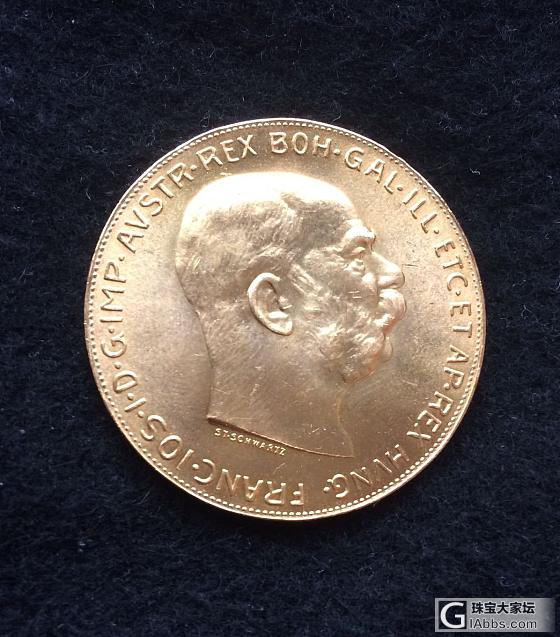 FRANC·IOS·I·D·G·IMP·AVSTR·REX BOH·GAL·ILL·ETC·ET AP·REX HVNG·
ST·SCHWARTZ
G 珠宝大家坛
GIAbbs.com